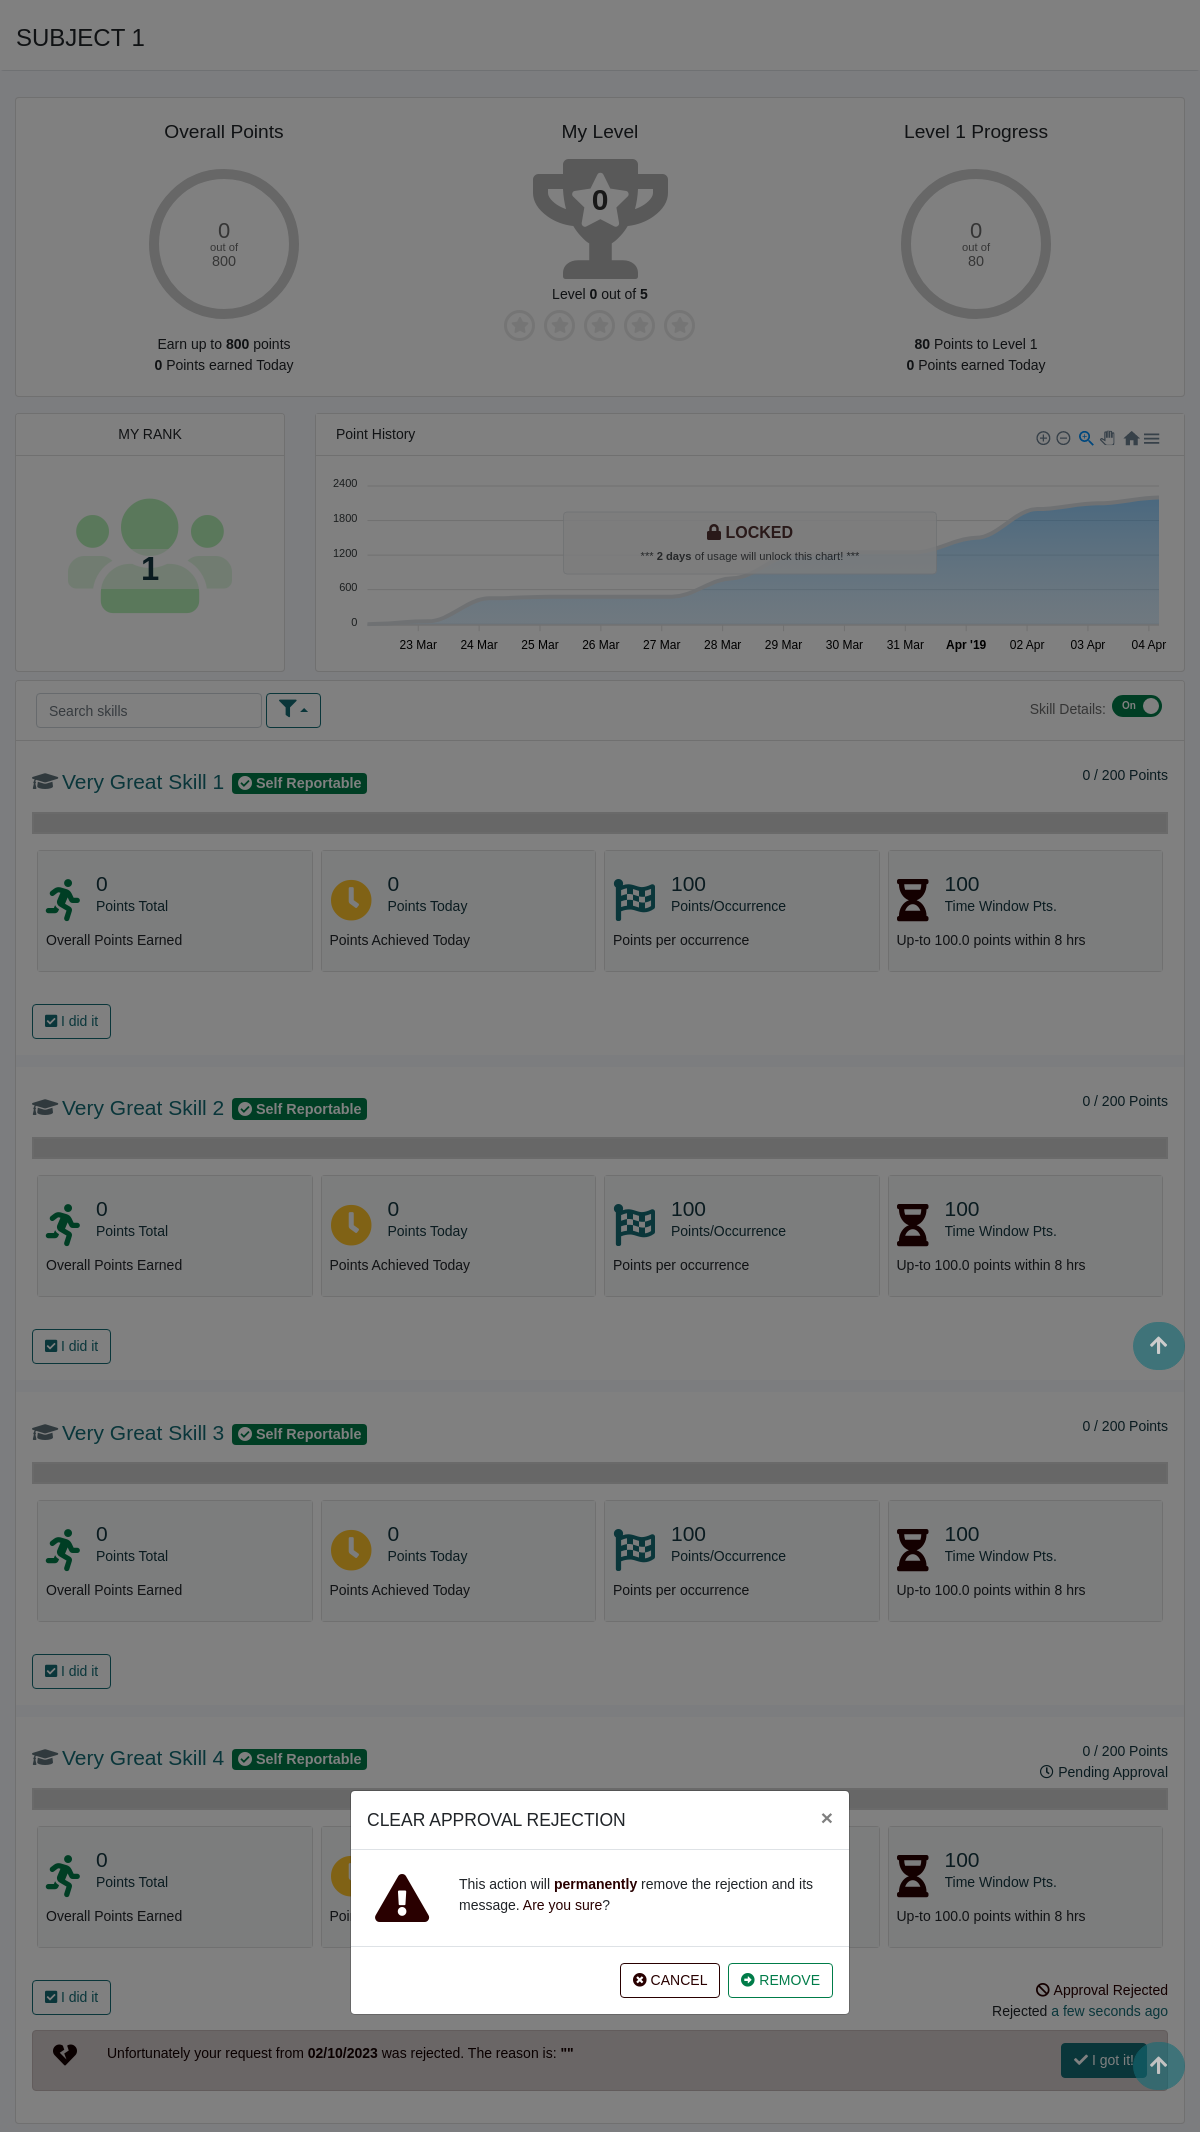 SUBJECT 1
Overall Points
My Level
Level 1 Progress
0
out of
800
0
0
out of
80
Level 0 out of 5
Earn up to 800 points
0 Points earned Today
80 Points to Level 1
0 Points earned Today
MY RANK
1
Point History
2400
1800
1200
600
0
LOCKED
*** 2 days of usage will unlock this chart! ***
23 Mar 24 Mar 25 Mar 26 Mar 27 Mar 28 Mar 29 Mar 30 Mar 31 Mar Apr '19 02 Apr 03 Apr 04 Apr
Search skills
Skill Details: On
Very Great Skill 1 Self Reportable
0 / 200 Points
0
Points Total
Overall Points Earned
0
Points Today
Points Achieved Today
100
Points/Occurrence
Points per occurrence
100
Time Window Pts.
Up-to 100.0 points within 8 hrs
I did it
Very Great Skill 2 Self Reportable
0 / 200 Points
0
Points Total
Overall Points Earned
0
Points Today
Points Achieved Today
100
Points/Occurrence
Points per occurrence
100
Time Window Pts.
Up-to 100.0 points within 8 hrs
I did it
Very Great Skill 3 Self Reportable
0 / 200 Points
0
Points Total
Overall Points Earned
0
Points Today
Points Achieved Today
100
Points/Occurrence
Points per occurrence
100
Time Window Pts.
Up-to 100.0 points within 8 hrs
I did it
Very Great Skill 4 Self Reportable
0 / 200 Points
Pending Approval
0
Points Total
Overall Points Earned
100
Time Window Pts.
Up-to 100.0 points within 8 hrs
CLEAR APPROVAL REJECTION ×
This action will permanently remove the rejection and its
message. Are you sure?
CANCEL
REMOVE
I did it
Approval Rejected
Rejected a few seconds ago
Unfortunately your request from 02/10/2023 was rejected. The reason is: ""
I got it!